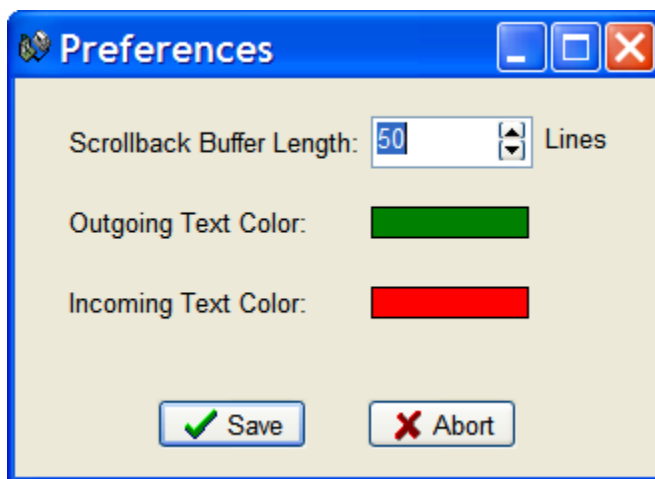 Preferences
Scrollback Buffer Length: 50 Lines
Outgoing Text Color:
Incoming Text Color:
Save Abort